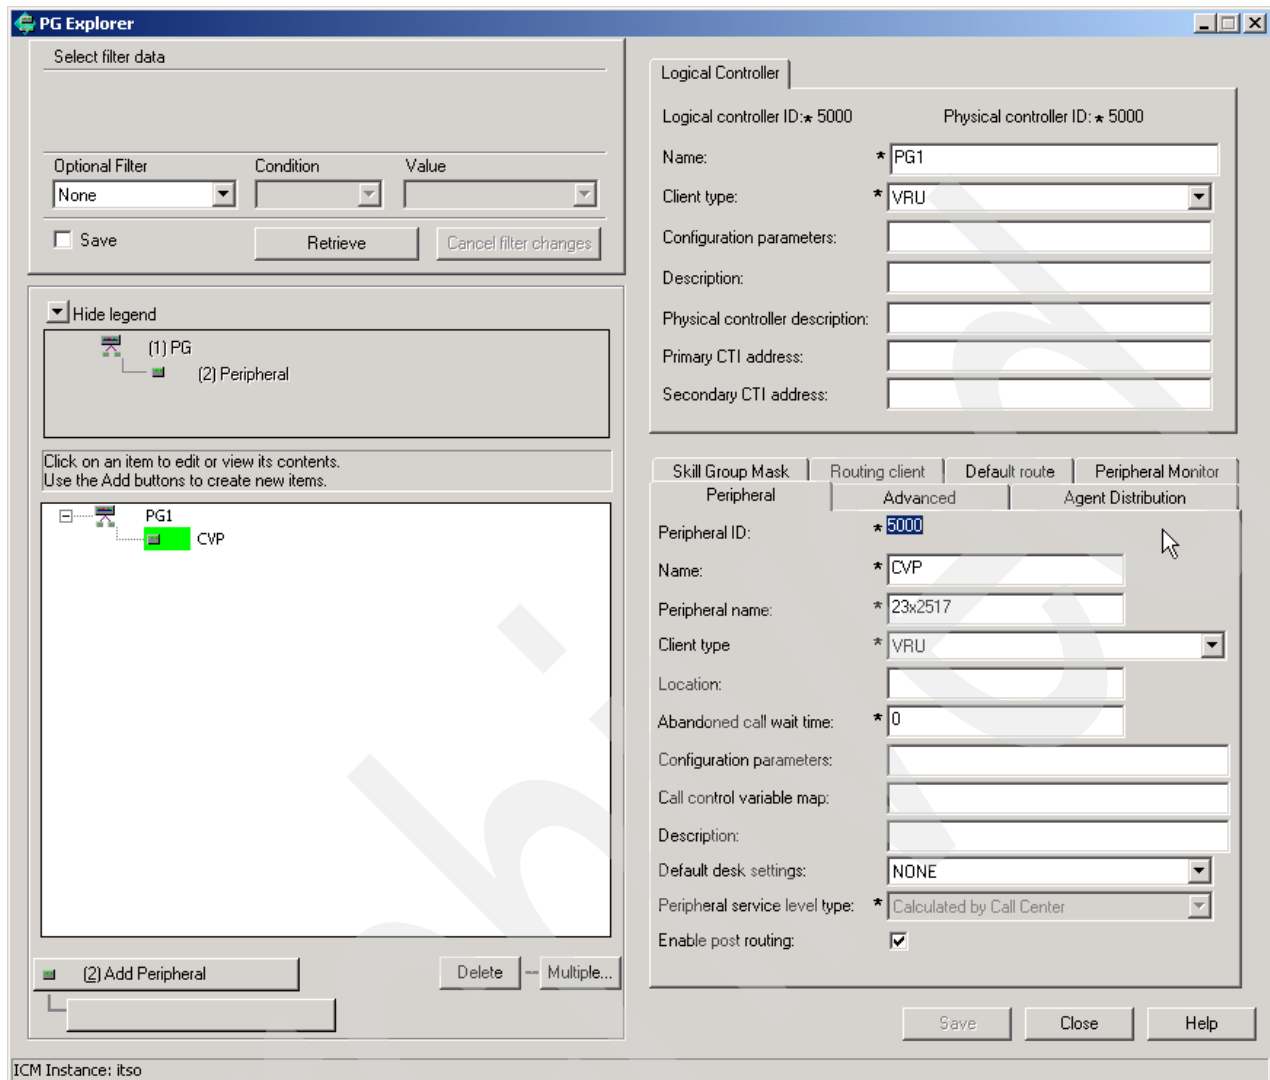 PG Explorer
Select filter data
Optional Filter Condition Value
None
Save Retrieve Cancel filter changes
Hide legend
(1) PG
(2) Peripheral
Click on an item to edit or view its contents.
Use the Add buttons to create new items.
PG1
CVP
(2) Add Peripheral Delete Multiple...
Logical Controller
Logical controller ID:* 5000 Physical controller ID:* 5000
Name: * PG1
Client type: * VRU
Configuration parameters:
Description:
Physical controller description:
Primary CTI address:
Secondary CTI address:
Skill Group Mask Routing client Default route Peripheral Monitor
Peripheral Advanced Agent Distribution
Peripheral ID: * 5000
Name: * CVP
Peripheral name: * 23x2517
Client type * VRU
Location:
Abandoned call wait time: * 0
Configuration parameters:
Call control variable map:
Description:
Default desk settings: NONE
Peripheral service level type: * Calculated by Call Center
Enable post routing:
Save Close Help
ICM Instance: itso